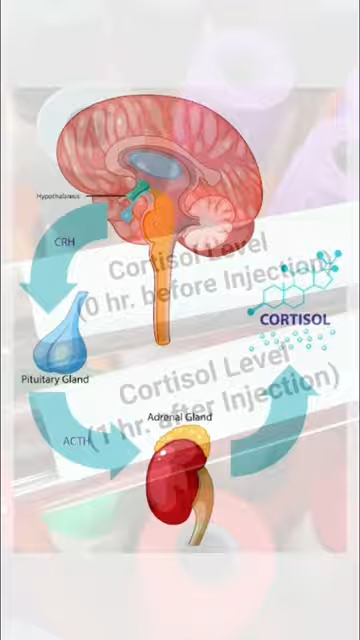 Hypothalamus
CRH
Cortisol Level
(0 hr. before Injection)
CORTISOL
Pituitary Gland
Cortisol Level
(1 hr. after Injection)
Adrenal Gland
ACTH